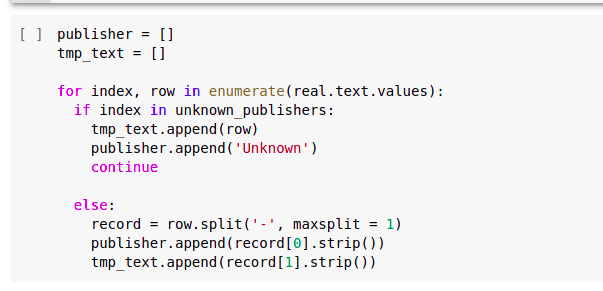 [ ] publisher = []
tmp_text = []
for index, row in enumerate(real.text.values):
  if index in unknown_publishers:
    tmp_text.append(row)
    publisher.append('Unknown')
    continue
  else:
    record = row.split('-', maxsplit = 1)
    publisher.append(record[0].strip())
    tmp_text.append(record[1].strip())